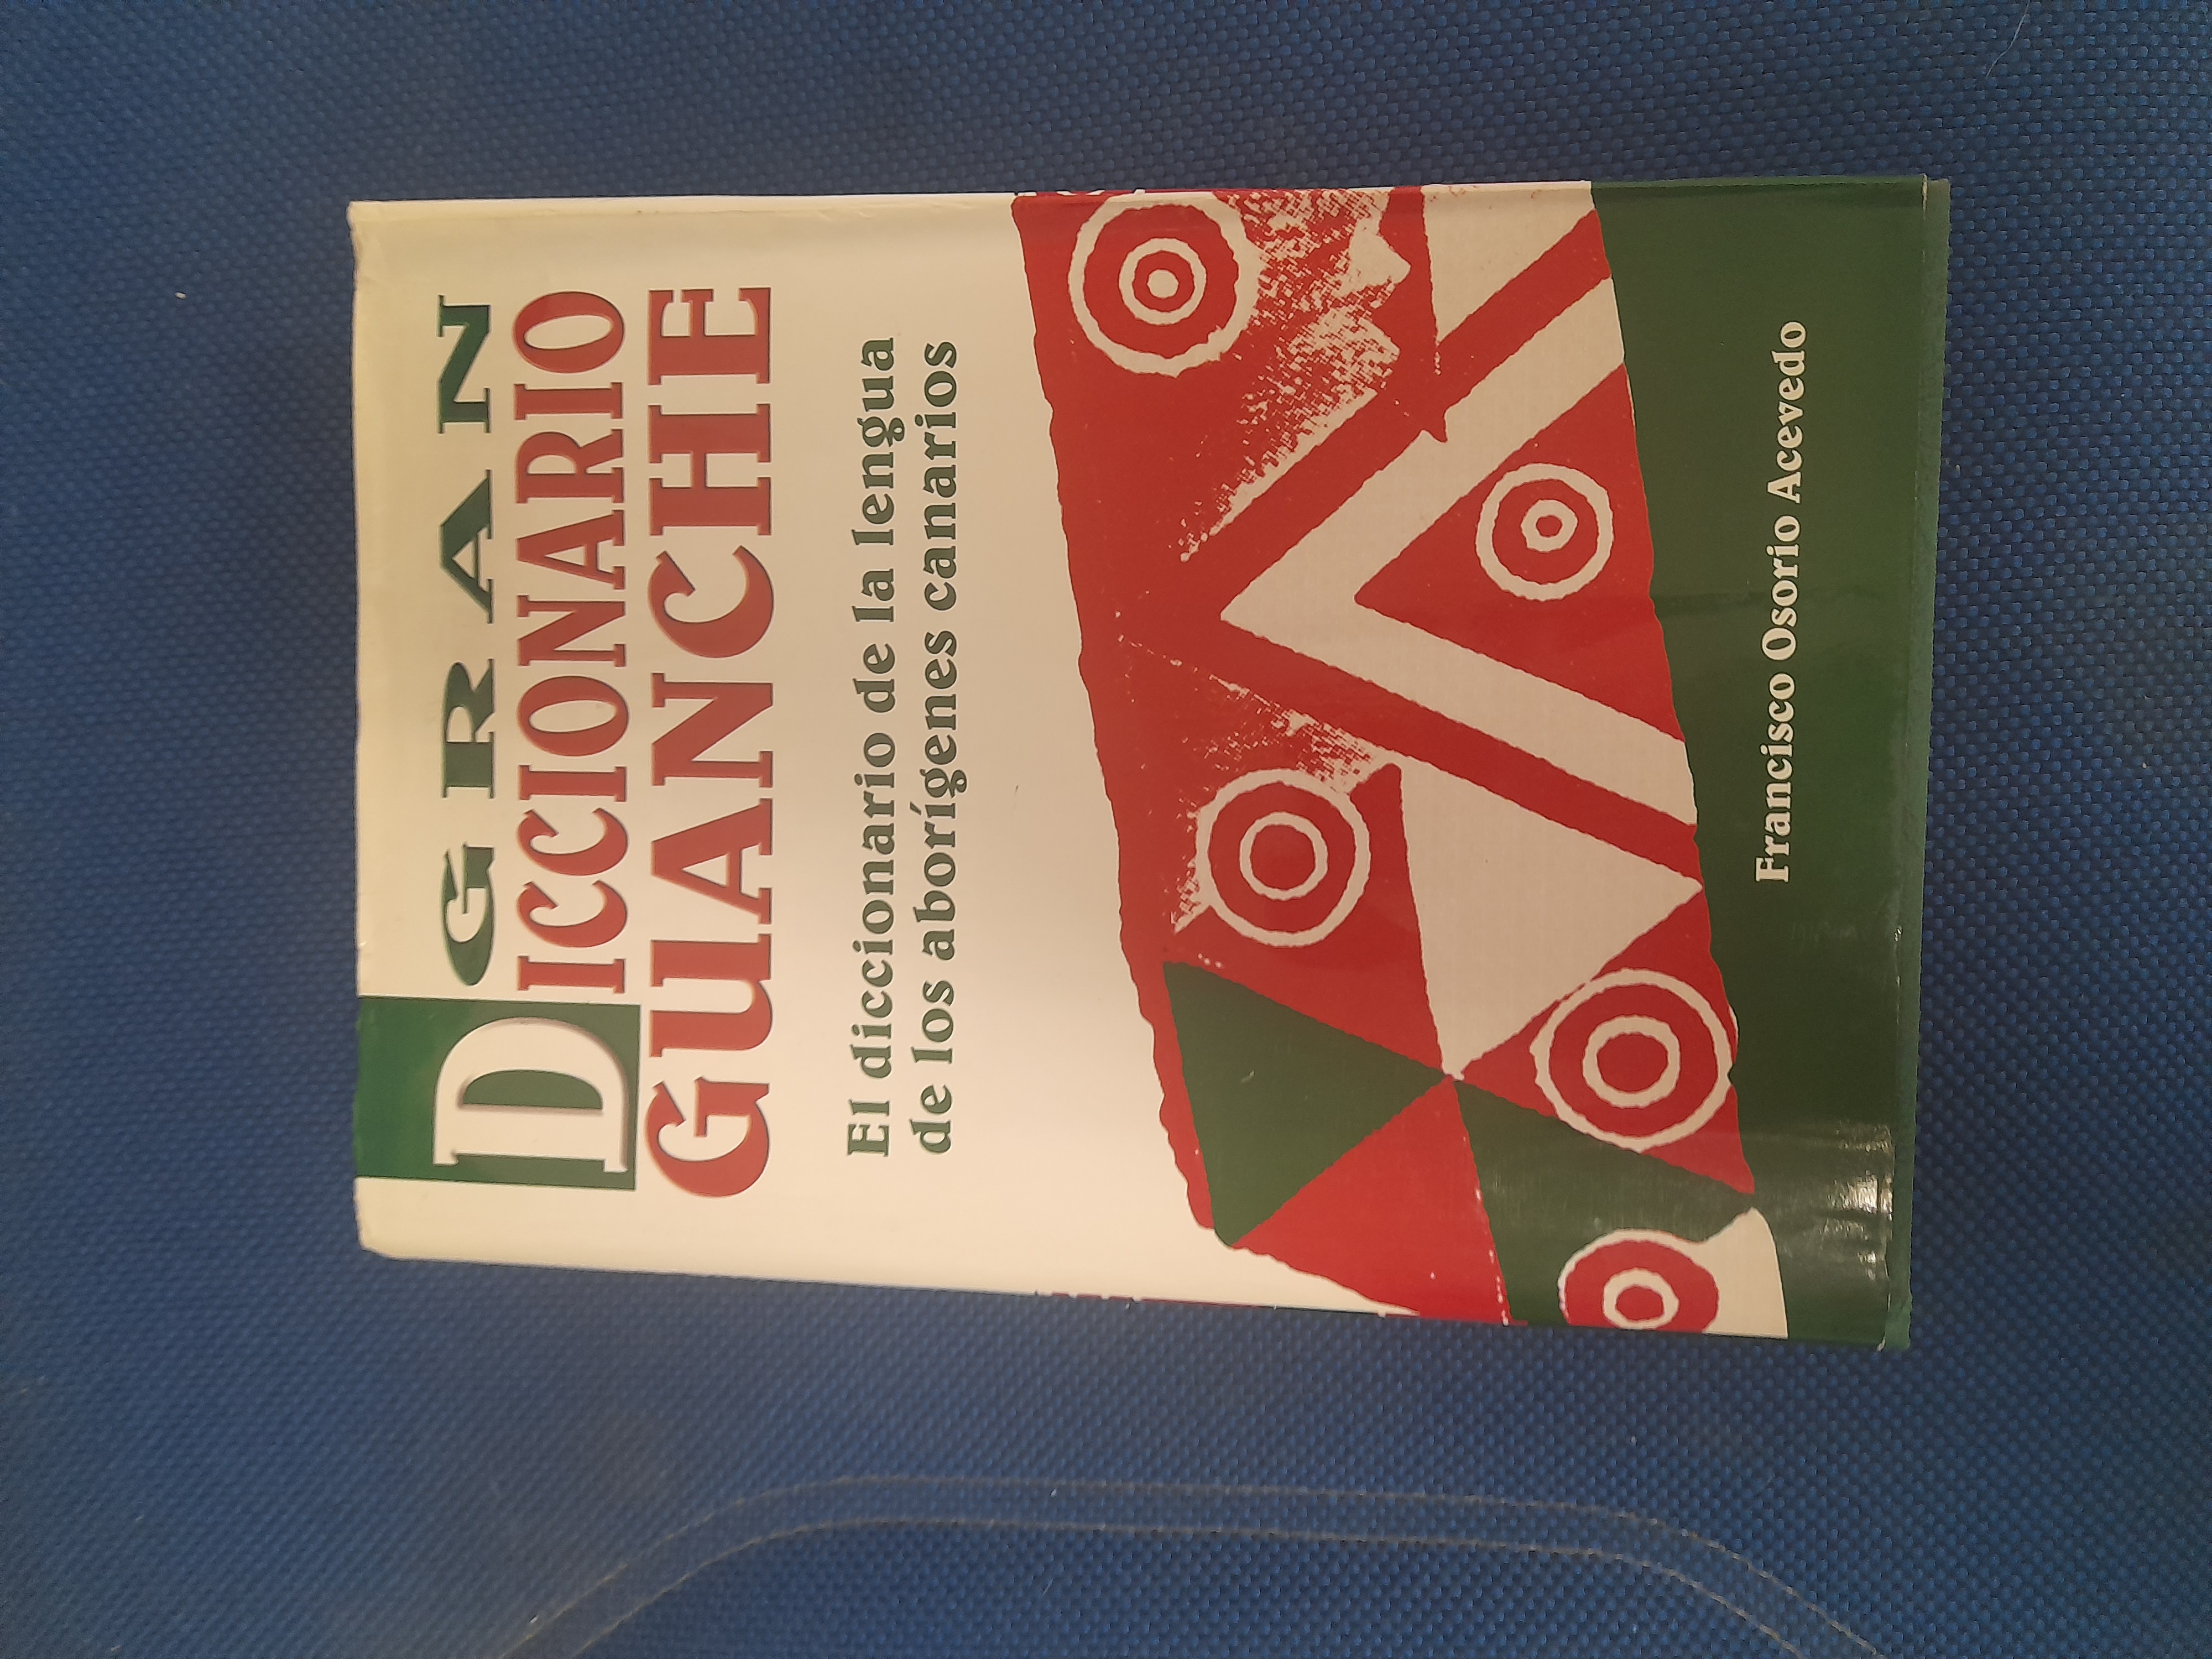 GRAN
DICCIONARIO
GUANCHE
El diccionario de la lengua
de los aborígenes canarios
Francisco Osorio Acevedo